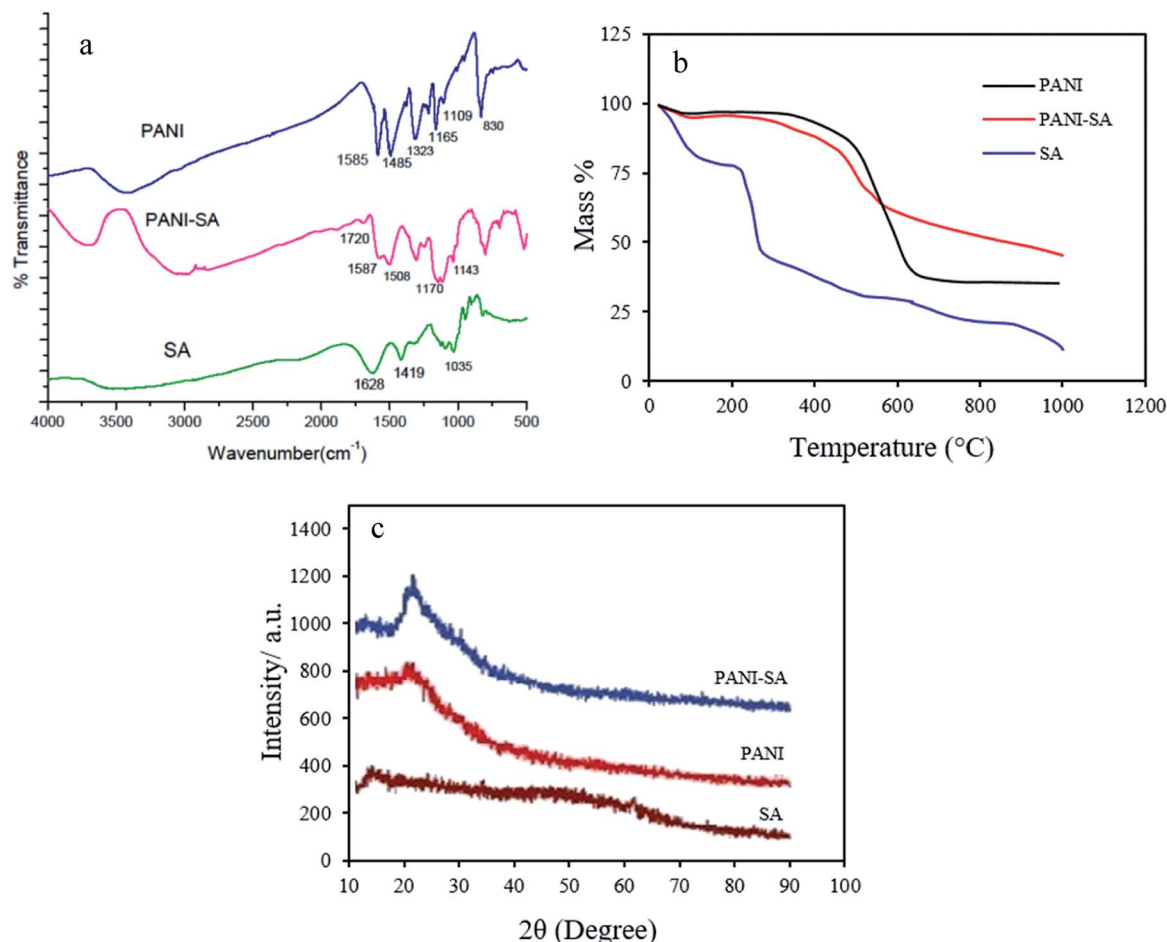 a
PANI
1585
1485
1323
1165
1109
830
PANI-SA
1720
1587
1508
1170
1143
SA
1628
1419
1035
% Transmittance
4000 3500 3000 2500 2000 1500 1000 500
Wavenumber(cm⁻¹)
b
PANI
PANI-SA
SA
125
100
75
50
25
0
Mass %
0 200 400 600 800 1000 1200
Temperature (°C)
c
1400
1200
1000
800
600
400
200
0
Intensity/ a.u.
PANI-SA
PANI
SA
10 20 30 40 50 60 70 80 90 100
2θ (Degree)